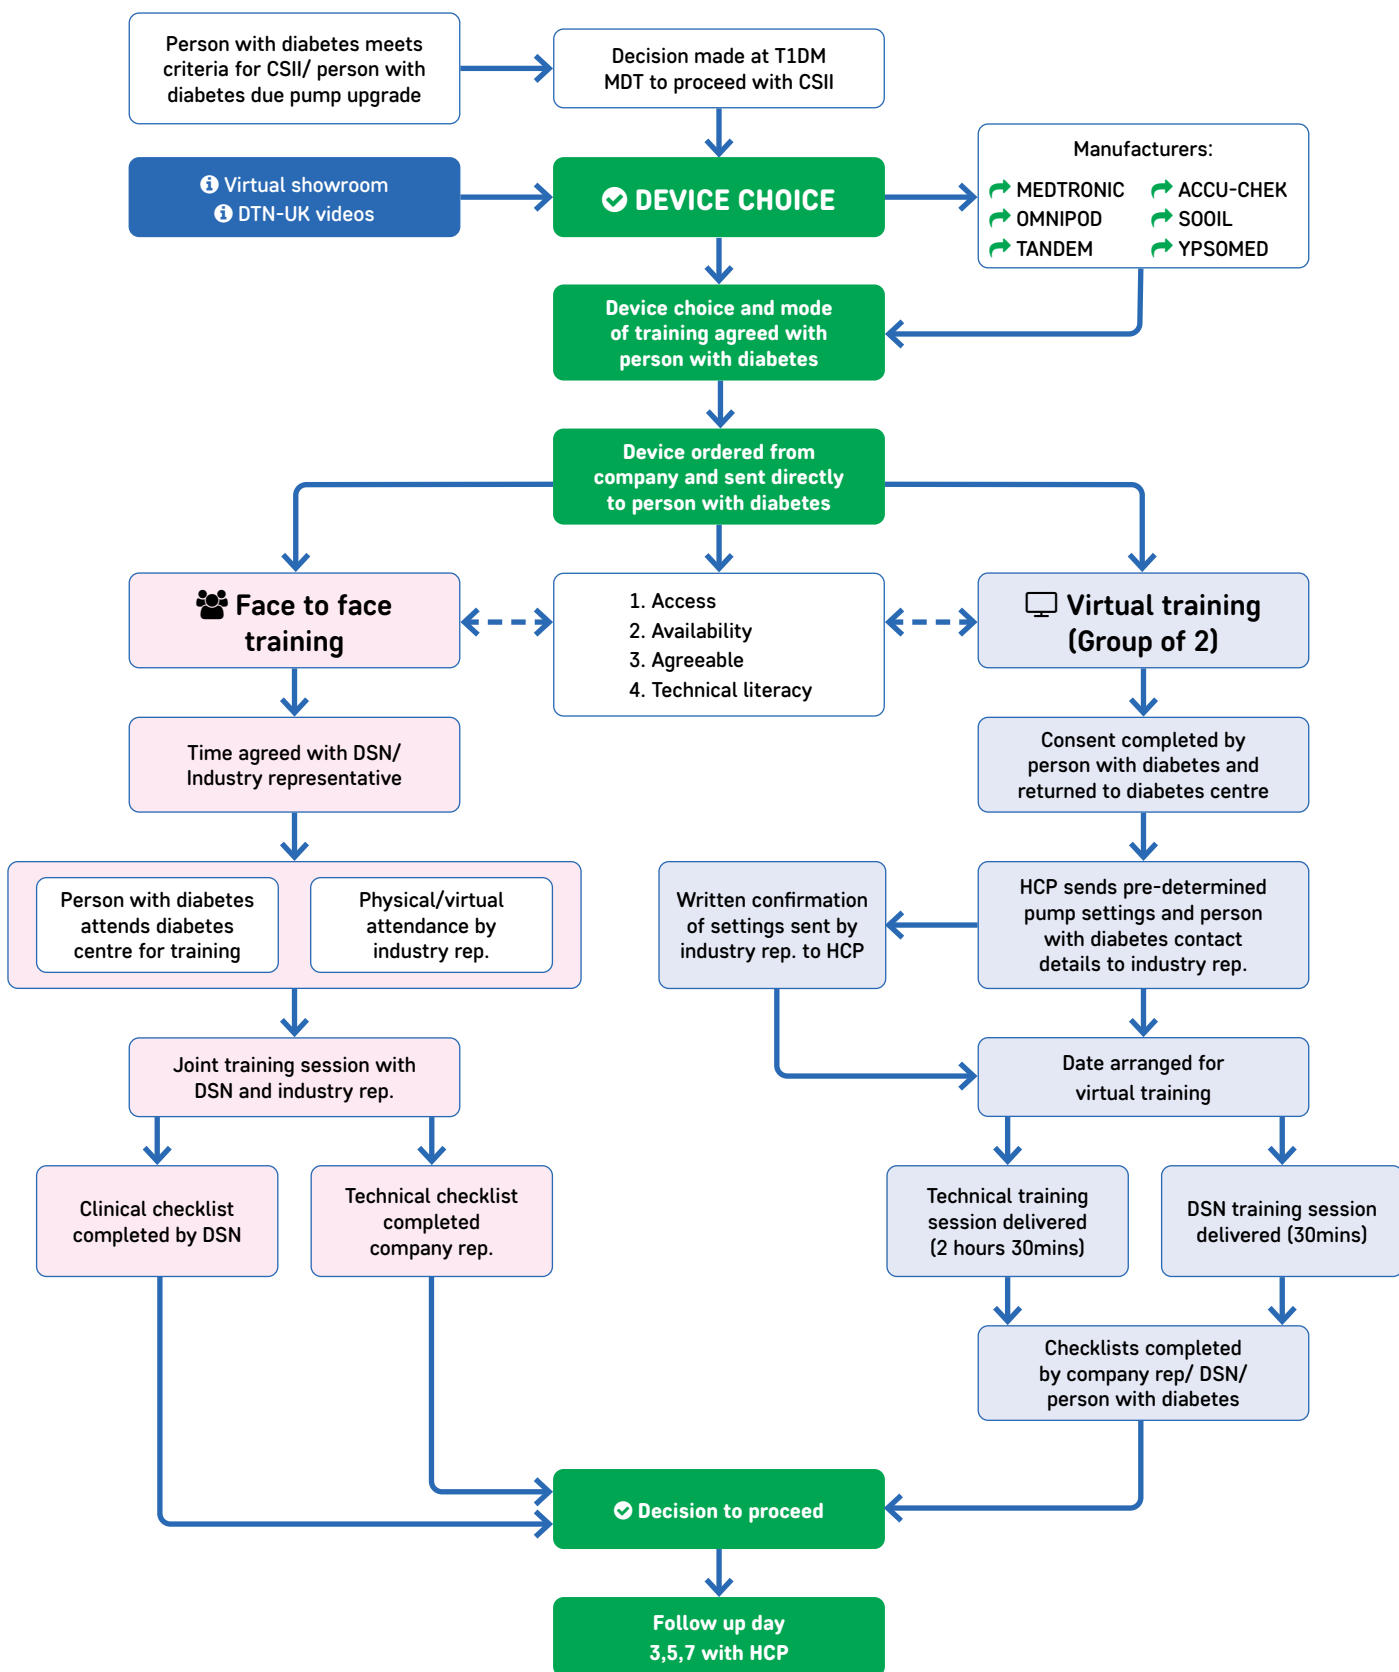 Person with diabetes meets
criteria for CSII/ person with
diabetes due pump upgrade
Decision made at T1DM
MDT to proceed with CSII
Virtual showroom
DTN-UK videos
DEVICE CHOICE
Manufacturers:
MEDTRONIC
OMNIPOD
TANDEM
ACCU-CHEK
SOOIL
YPSOMED
Device choice and mode
of training agreed with
person with diabetes
Device ordered from
company and sent directly
to person with diabetes
Face to face
training
1. Access
2. Availability
3. Agreeable
4. Technical literacy
Virtual training
(Group of 2)
Time agreed with DSN/
Industry representative
Consent completed by
person with diabetes and
returned to diabetes centre
Person with diabetes
attends diabetes
centre for training
Physical/virtual
attendance by
industry rep.
Written confirmation
of settings sent by
industry rep. to HCP
HCP sends pre-determined
pump settings and person
with diabetes contact
details to industry rep.
Joint training session with
DSN and industry rep.
Date arranged for
virtual training
Clinical checklist
completed by DSN
Technical checklist
completed
company rep.
Technical training
session delivered
(2 hours 30mins)
DSN training session
delivered (30mins)
Checklists completed
by company rep/ DSN/
person with diabetes
Decision to proceed
Follow up day
3,5,7 with HCP